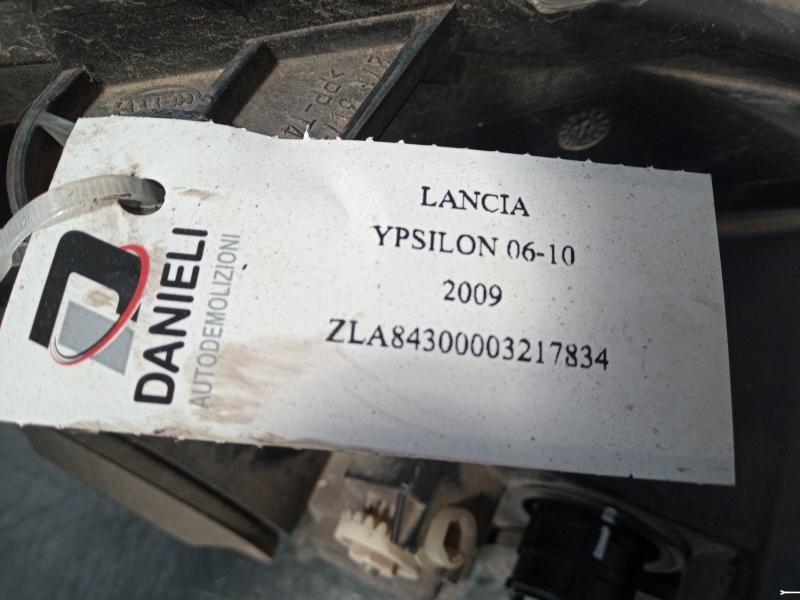 LANCIA
YPSILON 06-10
2009
ZLA84300003217834
DANIELI
AUTODEMOLIZIONI